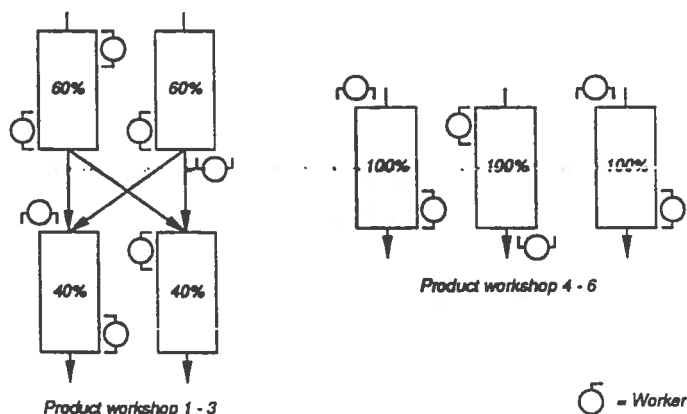 60% 60%
100% 100% 100%
40% 40%
Product workshop 4 - 6
Product workshop 1 - 3
= Worker